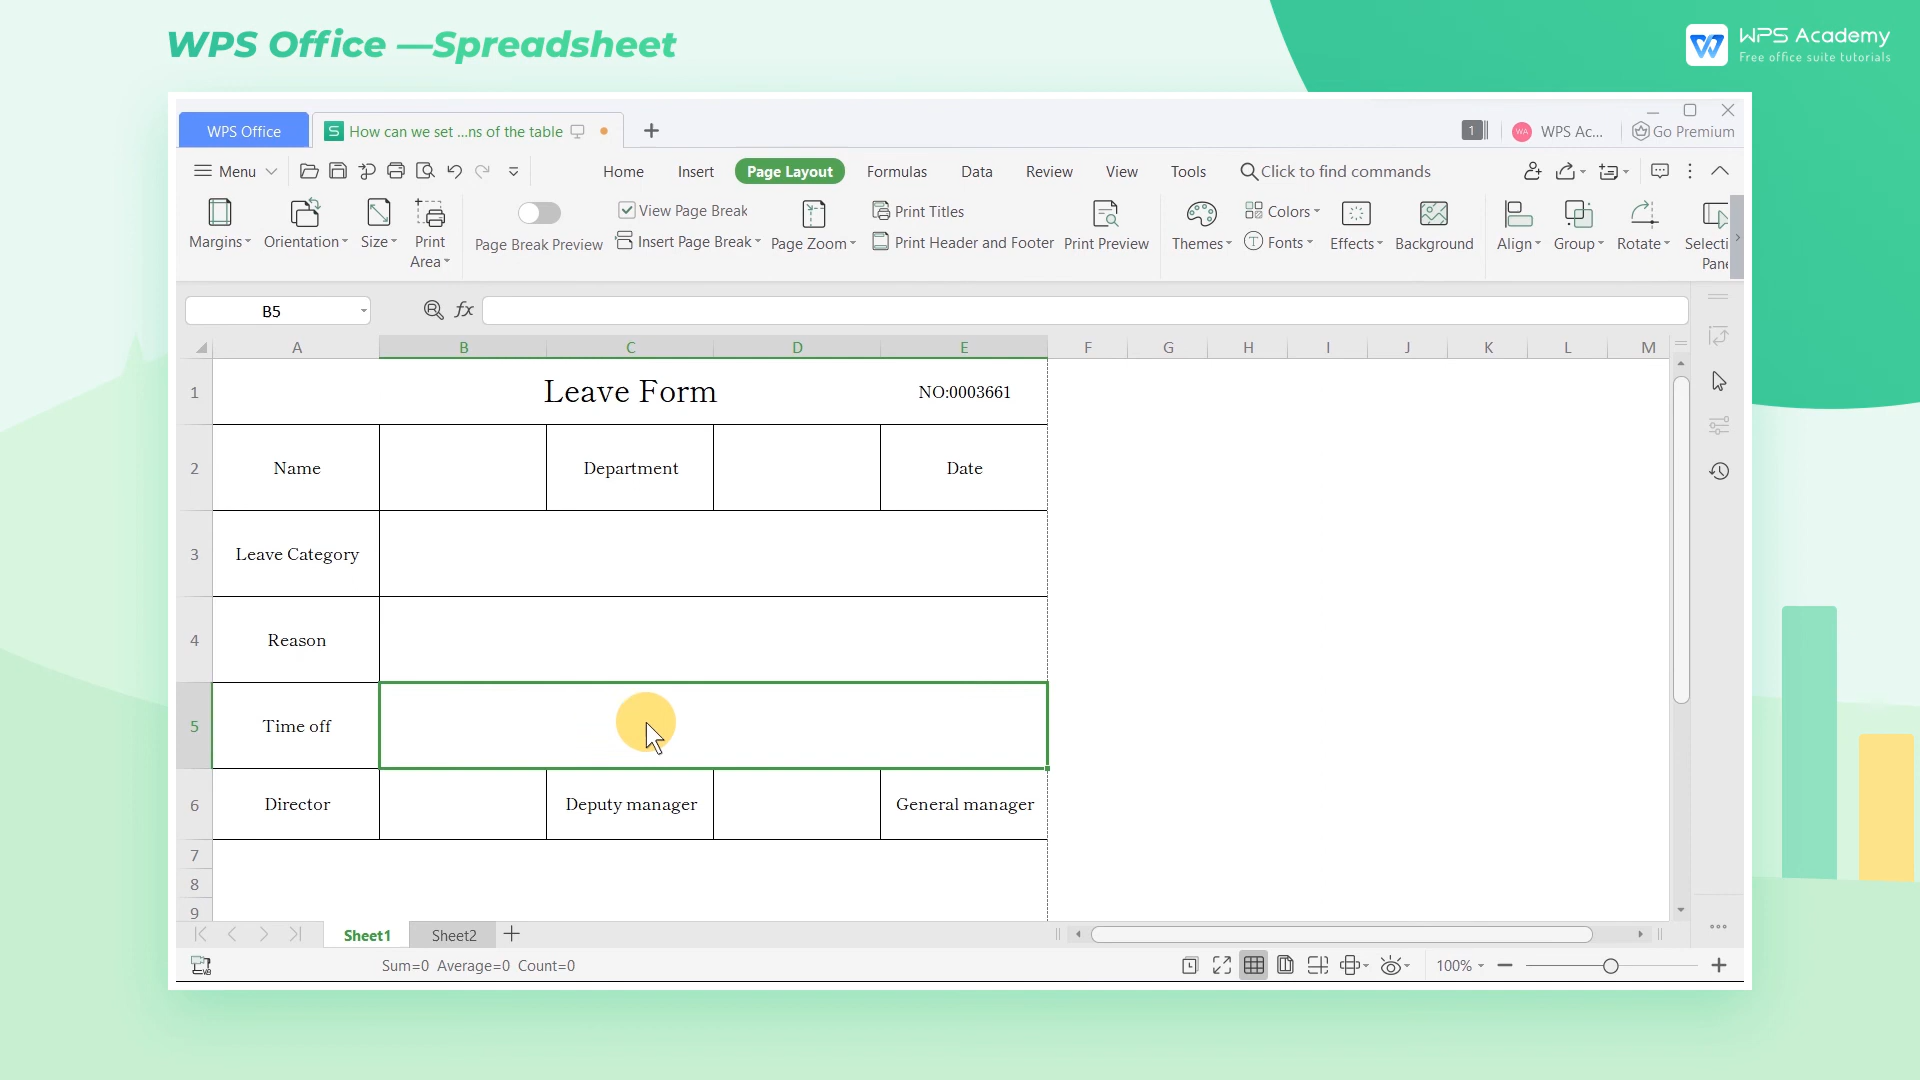 WPS Office —Spreadsheet
WPS Academy
Free office suite tutorials
WPS Office
S How can we set ...ns of the table
1
WA WPS Ac...
Go Premium
Menu
Home Insert Page Layout Formulas Data Review View Tools Click to find commands
Margins Orientation Size Print Area
Page Break Preview
View Page Break
Insert Page Break
Page Zoom
Print Titles
Print Header and Footer
Print Preview
Themes
Colors
Fonts
Effects Background Align Group Rotate Selecti
Pane
B5
fx
A B C D E F G H I J K L M
1 Leave Form NO:0003661
2 Name Department Date
3 Leave Category
4 Reason
5 Time off
6 Director Deputy manager General manager
7
8
9
Sheet1 Sheet2
Sum=0 Average=0 Count=0
100%